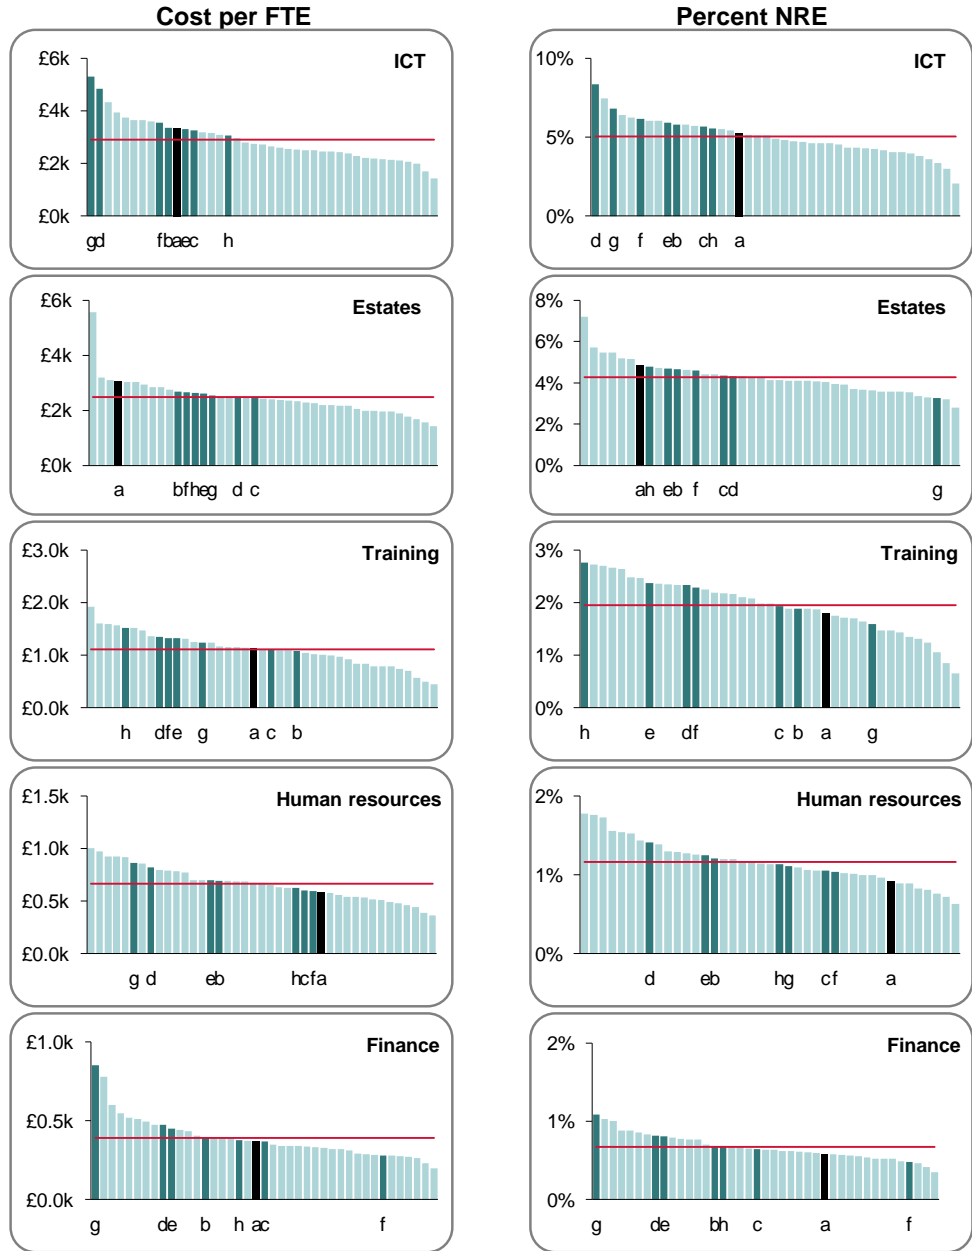 Cost per FTE
ICT
£6k
£4k
£2k
£0k
gd fbaec h
Percent NRE
ICT
10%
5%
0%
d g f eb ch a
Estates
£6k
£4k
£2k
£0k
a bfheg d c
Estates
8%
6%
4%
2%
0%
ah eb f cd g
Training
£3.0k
£2.0k
£1.0k
£0.0k
h dfe g a c b
Training
3%
2%
1%
0%
h e df c b a g
Human resources
£1.5k
£1.0k
£0.5k
£0.0k
g d eb hcfa
Human resources
2%
1%
0%
d eb hg cf a
Finance
£1.0k
£0.5k
£0.0k
g de b h ac f
Finance
2%
1%
0%
g de bh c a f